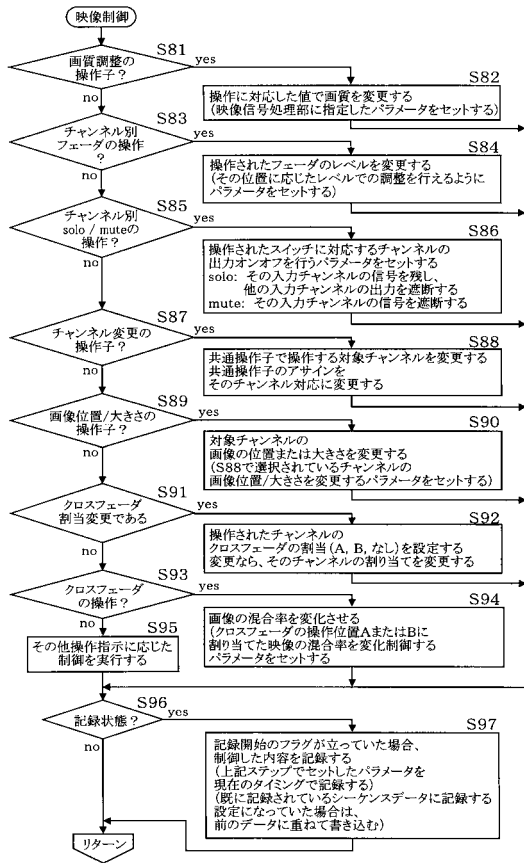 映像制御
S81
画質調整の
操作子？
yes
no
S82
操作に対応した値で画質を変更する
(映像信号処理部に指定したパラメータをセットする)
S83
チャンネル別
フェーダの操作
？
yes
no
S84
操作されたフェーダのレベルを変更する
(その位置に応じたレベルでの調整を行えるように
パラメータをセットする)
S85
チャンネル別
solo / muteの
操作？
yes
no
S86
操作されたスイッチに対応するチャンネルの
出力オンオフを行うパラメータをセットする
solo: その入力チャンネルの信号を残し、
他の入力チャンネルの出力を遮断する
mute: その入力チャンネルの信号を遮断する
S87
チャンネル変更の
操作子？
yes
no
S88
共通操作子で操作する対象チャンネルを変更する
共通操作子のアサインを
そのチャンネル対応に変更する
S89
画像位置/大きさの
操作子？
yes
no
S90
対象チャンネルの
画像の位置または大きさを変更する
(S88で選択されているチャンネルの
画像位置/大きさを変更するパラメータをセットする)
S91
クロスフェーダ
割当変更である
yes
no
S92
操作されたチャンネルの
クロスフェーダの割当(A, B, なし)を設定する
変更なら、そのチャンネルの割り当てを変更する
S93
クロスフェーダ
の操作？
yes
no
S94
画像の混合率を変化させる
(クロスフェーダの操作位置AまたはBに
割り当てた映像の混合率を変化制御する
パラメータをセットする
S95
その他操作指示に応じた
制御を実行する
S96
記録状態？
yes
no
S97
記録開始のフラグが立っていた場合、
制御した内容を記録する
(上記ステップでセットしたパラメータを
現在のタイミングで記録する)
(既に記録されているシーケンスデータに記録する
設定になっていた場合は、
前のデータに重ねて書き込む)
リターン